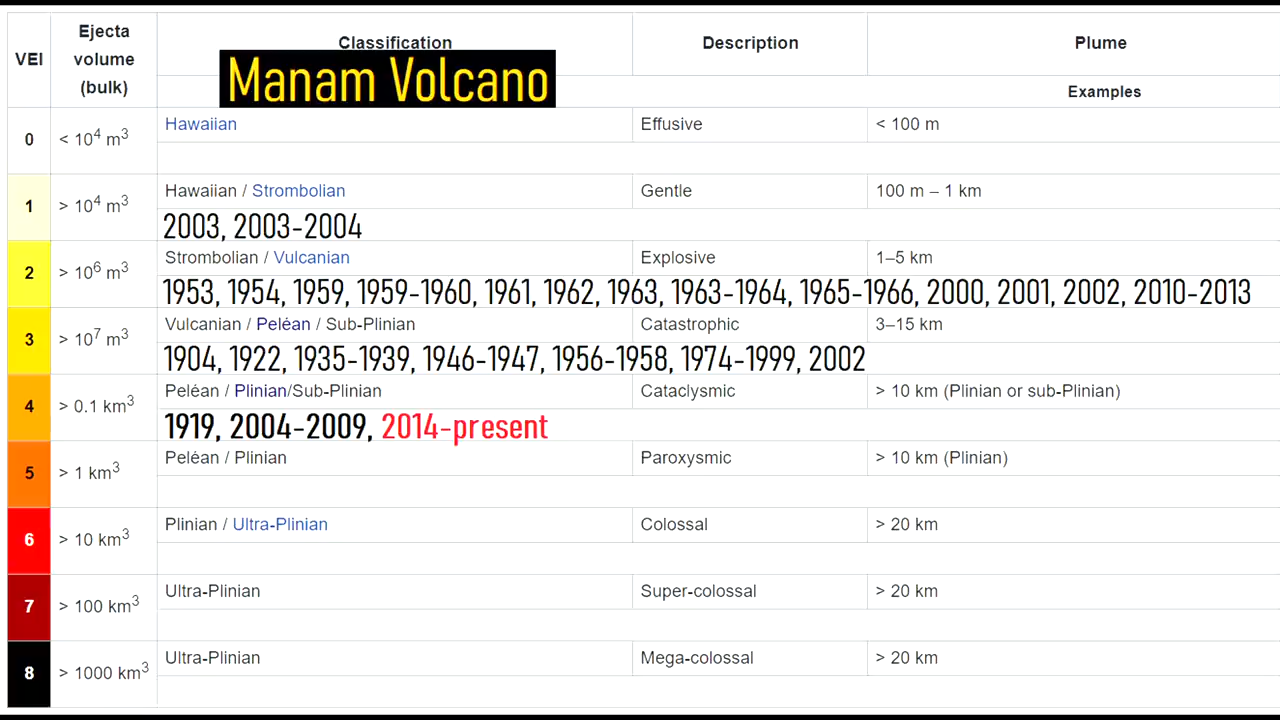 VEI Ejecta volume (bulk) Classification Description Plume
Manam Volcano
Examples
0 < 10⁴ m³ Hawaiian Effusive < 100 m
1 > 10⁴ m³ Hawaiian / Strombolian Gentle 100 m – 1 km
2003, 2003-2004
2 > 10⁶ m³ Strombolian / Vulcanian Explosive 1–5 km
1953, 1954, 1959, 1959-1960, 1961, 1962, 1963, 1963-1964, 1965-1966, 2000, 2001, 2002, 2010-2013
3 > 10⁷ m³ Vulcanian / Peléan / Sub-Plinian Catastrophic 3–15 km
1904, 1922, 1935-1939, 1946-1947, 1956-1958, 1974-1999, 2002
4 > 0.1 km³ Peléan / Plinian/Sub-Plinian Cataclysmic > 10 km (Plinian or sub-Plinian)
1919, 2004-2009, 2014-present
5 > 1 km³ Peléan / Plinian Paroxysmic > 10 km (Plinian)
6 > 10 km³ Plinian / Ultra-Plinian Colossal > 20 km
7 > 100 km³ Ultra-Plinian Super-colossal > 20 km
8 > 1000 km³ Ultra-Plinian Mega-colossal > 20 km